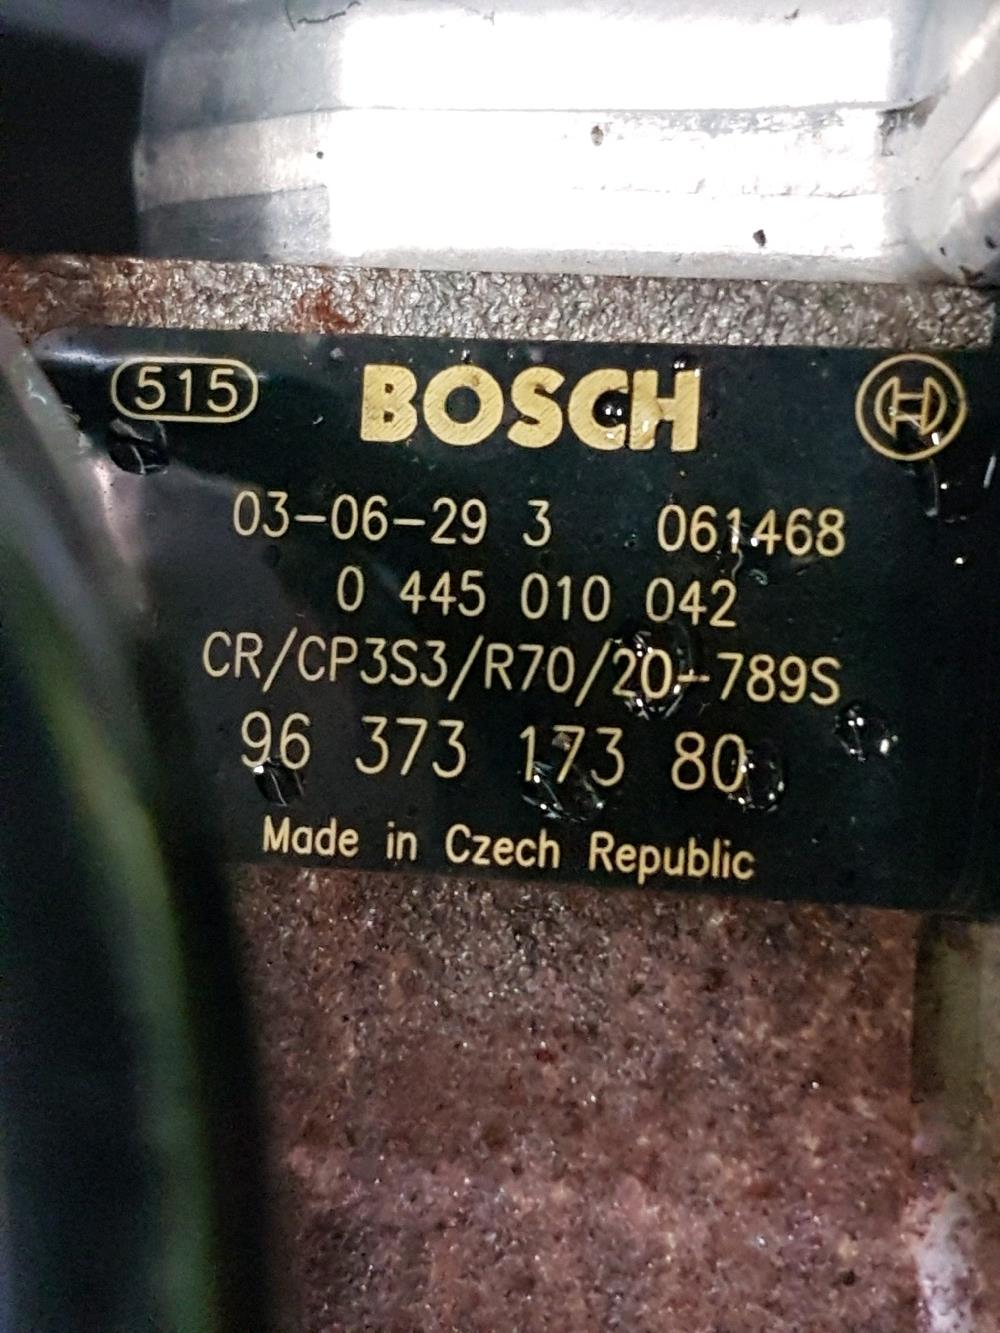 515 BOSCH
03-06-29 3 061468
0 445 010 042
CR/CP3S3/R70/20-789S
96 373 173 80
Made in Czech Republic